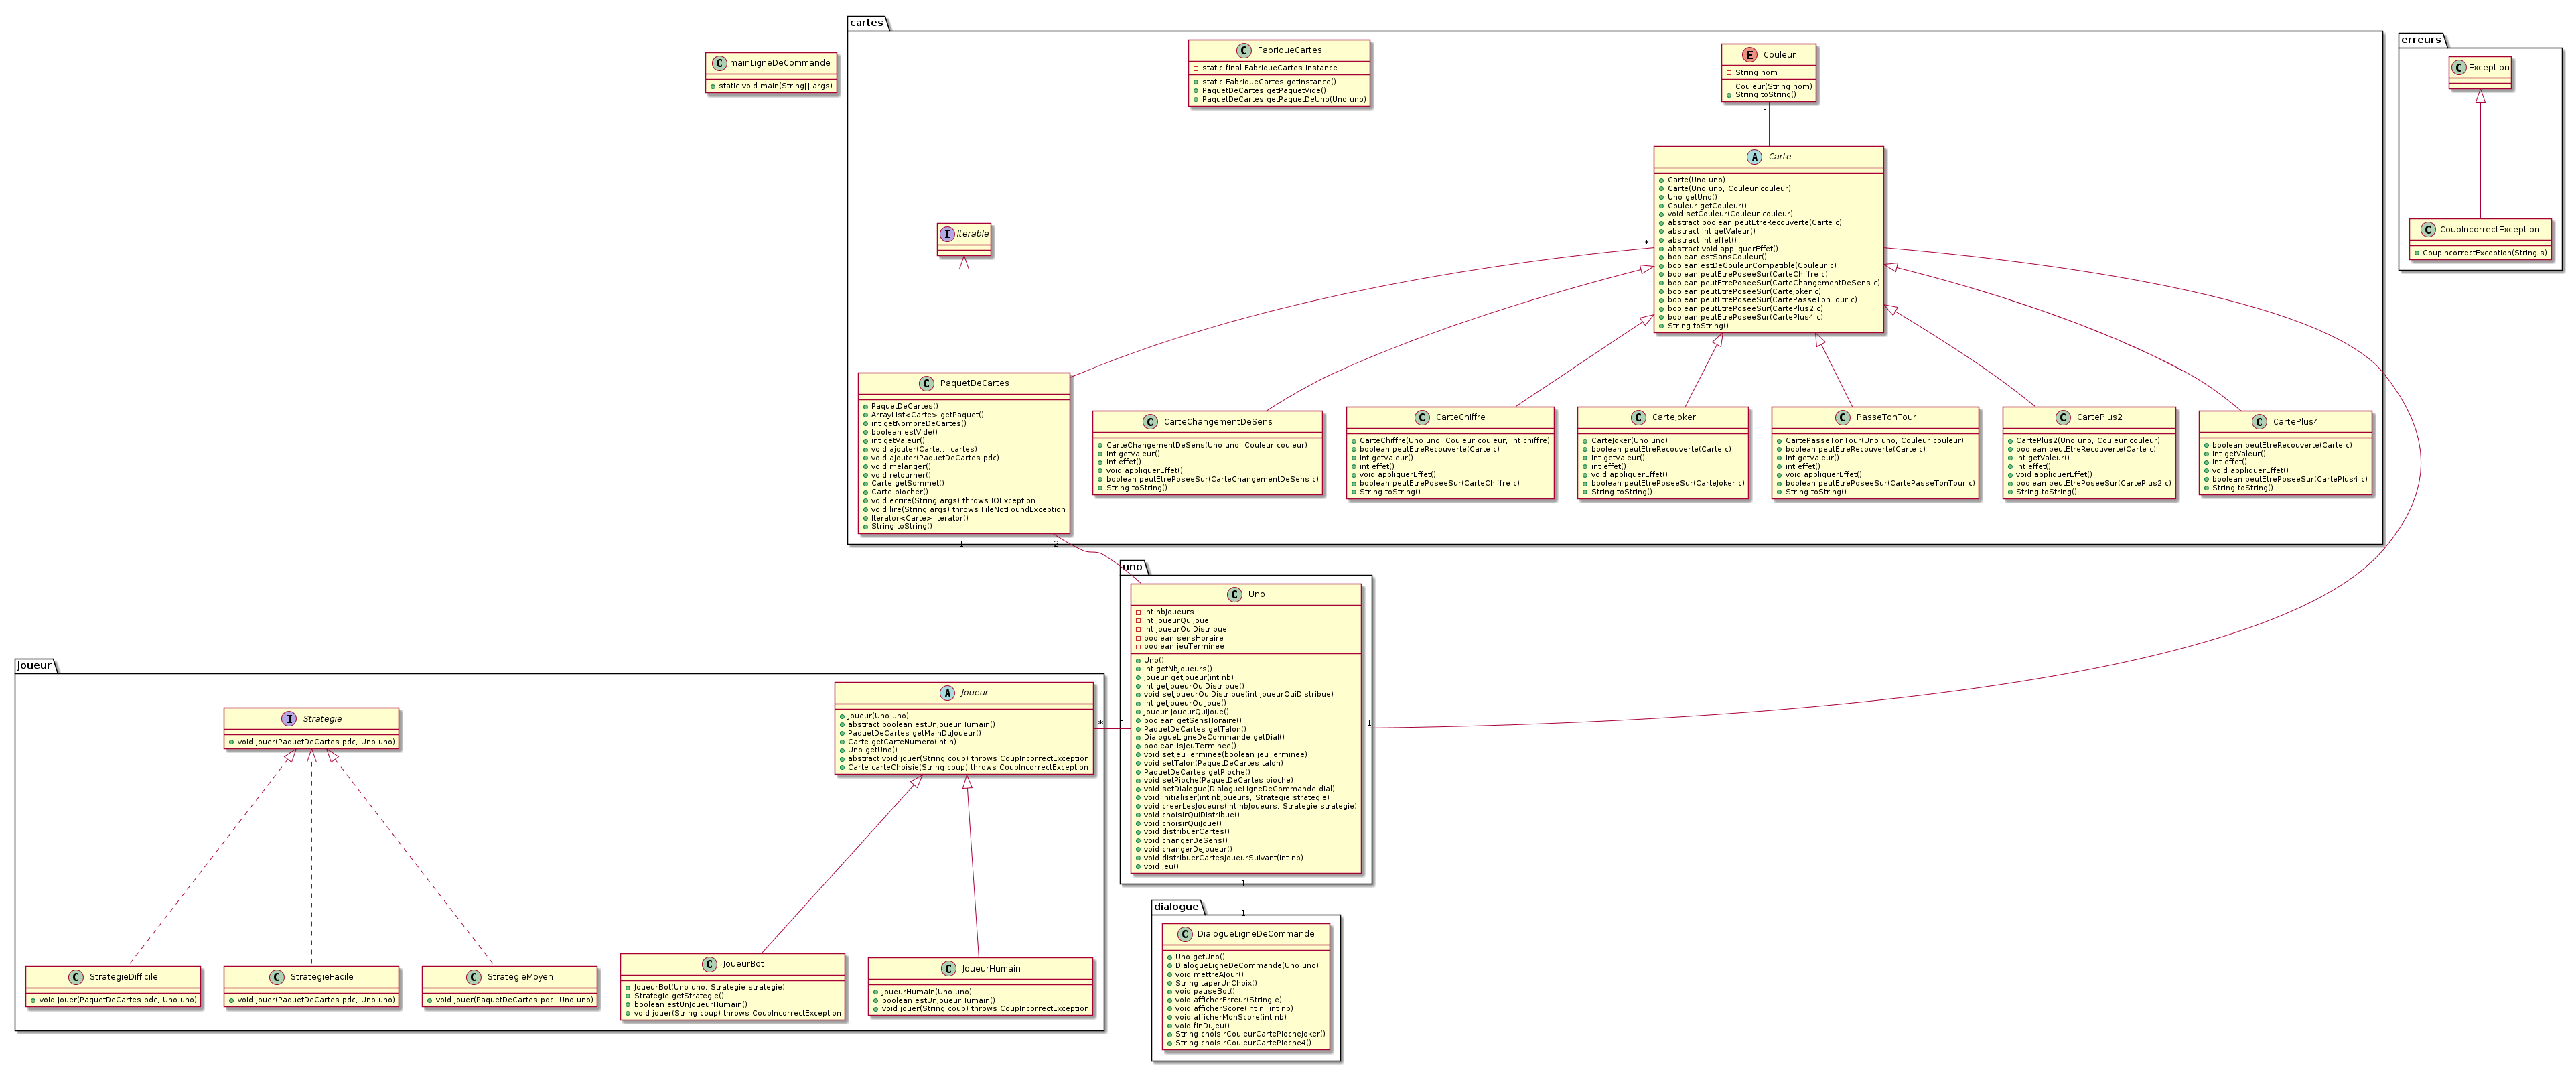 cartes
erreurs
mainLigneDeCommande
static void main(String[] args)
FabriqueCartes
static final FabriqueCartes instance
static FabriqueCartes getInstance()
PaquetDeCartes getPaquetVide()
PaquetDeCartes getPaquetDeUno(Uno uno)
E
Couleur
String nom
Couleur(String nom)
String toString()
1
C
Exception
C
CoupIncorrectException
CoupIncorrectException(String s)
A
Carte
Carte(Uno uno)
Carte(Uno uno, Couleur couleur)
Uno getUno()
Couleur getCouleur()
void setCouleur(Couleur couleur)
abstract boolean peutEtreRecouverte(Carte c)
abstract int getValeur()
abstract int effet()
abstract void appliquerEffet()
boolean estSansCouleur()
boolean estDeCouleurCompatible(Couleur c)
boolean peutEtrePoseeSur(CarteChiffre c)
boolean peutEtrePoseeSur(CarteChangementDeSens c)
boolean peutEtrePoseeSur(CarteJoker c)
boolean peutEtrePoseeSur(CartePasseTonTour c)
boolean peutEtrePoseeSur(CartePlus2 c)
boolean peutEtrePoseeSur(CartePlus4 c)
String toString()
*
I
Iterable
C
PaquetDeCartes
PaquetDeCartes()
ArrayList<Carte> getPaquet()
int getNombreDeCartes()
boolean estVide()
int getValeur()
void ajouter(Carte... cartes)
void ajouter(PaquetDeCartes pdc)
void melanger()
void retourner()
Carte getSommet()
Carte piocher()
void ecrire(String args) throws IOException
void lire(String args) throws FileNotFoundException
Iterator<Carte> iterator()
String toString()
C
CarteChangementDeSens
CarteChangementDeSens(Uno uno, Couleur couleur)
int getValeur()
int effet()
void appliquerEffet()
boolean peutEtrePoseeSur(CarteChangementDeSens c)
String toString()
C
CarteChiffre
CarteChiffre(Uno uno, Couleur couleur, int chiffre)
boolean peutEtreRecouverte(Carte c)
int getValeur()
int effet()
void appliquerEffet()
boolean peutEtrePoseeSur(CarteChiffre c)
String toString()
C
CarteJoker
CarteJoker(Uno uno)
boolean peutEtreRecouverte(Carte c)
int getValeur()
int effet()
void appliquerEffet()
boolean peutEtrePoseeSur(CarteJoker c)
String toString()
C
PasseTonTour
CartePasseTonTour(Uno uno, Couleur couleur)
boolean peutEtreRecouverte(Carte c)
int getValeur()
int effet()
void appliquerEffet()
boolean peutEtrePoseeSur(CartePasseTonTour c)
String toString()
C
CartePlus2
CartePlus2(Uno uno, Couleur couleur)
boolean peutEtreRecouverte(Carte c)
int getValeur()
int effet()
void appliquerEffet()
boolean peutEtrePoseeSur(CartePlus2 c)
String toString()
C
CartePlus4
boolean peutEtreRecouverte(Carte c)
int getValeur()
int effet()
void appliquerEffet()
boolean peutEtrePoseeSur(CartePlus4 c)
String toString()
1
2
uno
C
Uno
int nbJoueurs
int joueurQuiJoue
int joueurQuiDistribue
boolean sensHoraire
boolean jeuTerminee
Uno()
int getNbJoueurs()
Joueur getJoueur(int nb)
int getJoueurQuiDistribue()
void setJoueurQuiDistribue(int joueurQuiDistribue)
int getJoueurQuiJoue()
Joueur joueurQuiJoue()
boolean getSensHoraire()
PaquetDeCartes getTalon()
DialogueLigneDeCommande getDial()
boolean isJeuTerminee()
void setJeuTerminee(boolean jeuTerminee)
void setTalon(PaquetDeCartes talon)
PaquetDeCartes getPioche()
void setPioche(PaquetDeCartes pioche)
void setDialogue(DialogueLigneDeCommande dial)
void initialiser(int nbJoueurs, Strategie strategie)
void creerLesJoueurs(int nbJoueurs, Strategie strategie)
void choisirQuiDistribue()
void choisirQuiJoue()
void distribuerCartes()
void changerDeSens()
void changerDeJoueur()
void distribuerCartesJoueurSuivant(int nb)
void jeu()
1
1
*
joueur
A
Joueur
Joueur(Uno uno)
abstract boolean estUnJoueurHumain()
PaquetDeCartes getMainDuJoueur()
Carte getCarteNumero(int n)
Uno getUno()
abstract void jouer(String coup) throws CoupIncorrectException
Carte carteChoisie(String coup) throws CoupIncorrectException
I
Strategie
void jouer(PaquetDeCartes pdc, Uno uno)
C
StrategieDifficile
void jouer(PaquetDeCartes pdc, Uno uno)
C
StrategieFacile
void jouer(PaquetDeCartes pdc, Uno uno)
C
StrategieMoyen
void jouer(PaquetDeCartes pdc, Uno uno)
C
JoueurBot
JoueurBot(Uno uno, Strategie strategie)
Strategie getStrategie()
boolean estUnJoueurHumain()
void jouer(String coup) throws CoupIncorrectException
C
JoueurHumain
JoueurHumain(Uno uno)
boolean estUnJoueurHumain()
void jouer(String coup) throws CoupIncorrectException
1
1
dialogue
C
DialogueLigneDeCommande
Uno getUno()
DialogueLigneDeCommande(Uno uno)
void mettreAJour()
String taperUnChoix()
void pauseBot()
void afficherErreur(String e)
void afficherScore(int n, int nb)
void afficherMonScore(int nb)
void finDuJeu()
String choisirCouleurCartePiocheJoker()
String choisirCouleurCartePioche4()